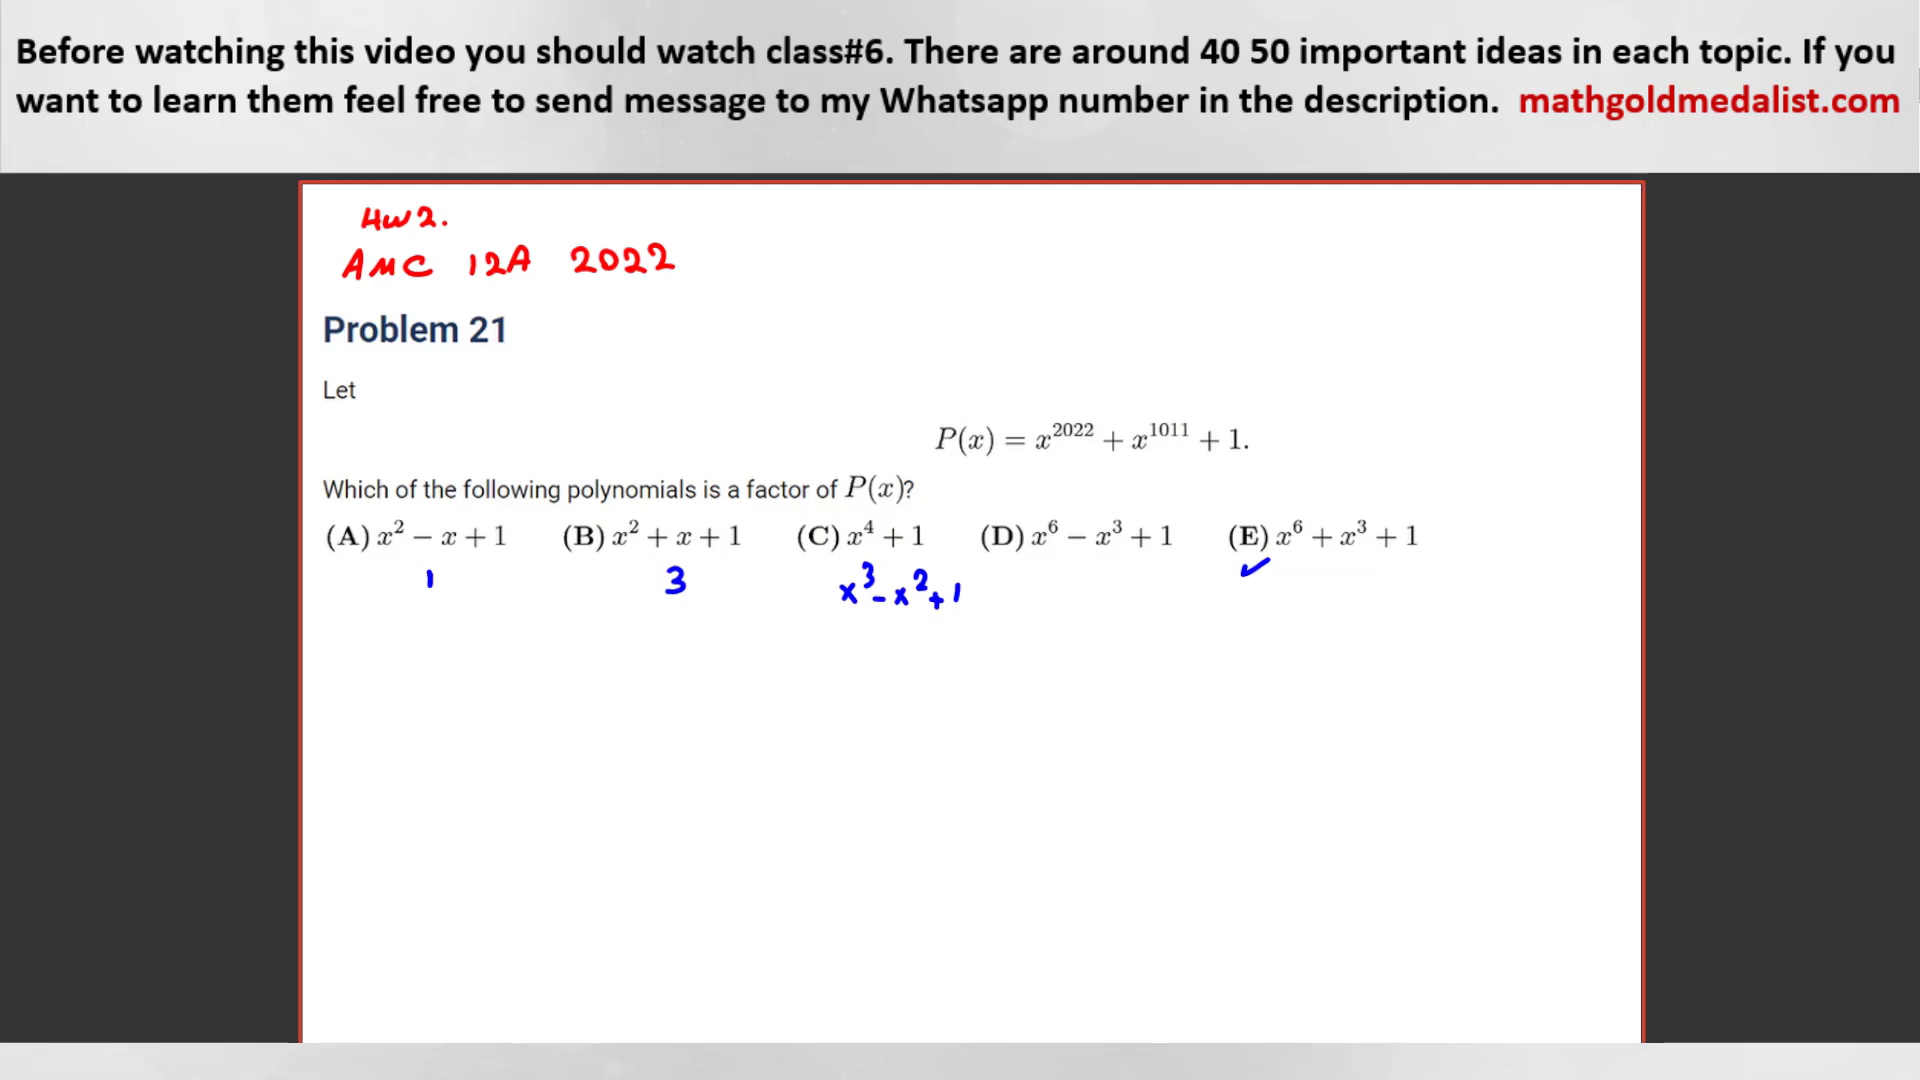 Before watching this video you should watch class#6. There are around 40 50 important ideas in each topic. If you
want to learn them feel free to send message to my Whatsapp number in the description. mathgoldmedalist.com
Hw 2.
AMC 12A 2022
Problem 21
Let
P(x) = x^2022 + x^1011 + 1.
Which of the following polynomials is a factor of P(x)?
(A) x^2 − x + 1 (B) x^2 + x + 1 (C) x^4 + 1 (D) x^6 − x^3 + 1 (E) x^6 + x^3 + 1
1 3 x^3 - x^2 + 1 ✓